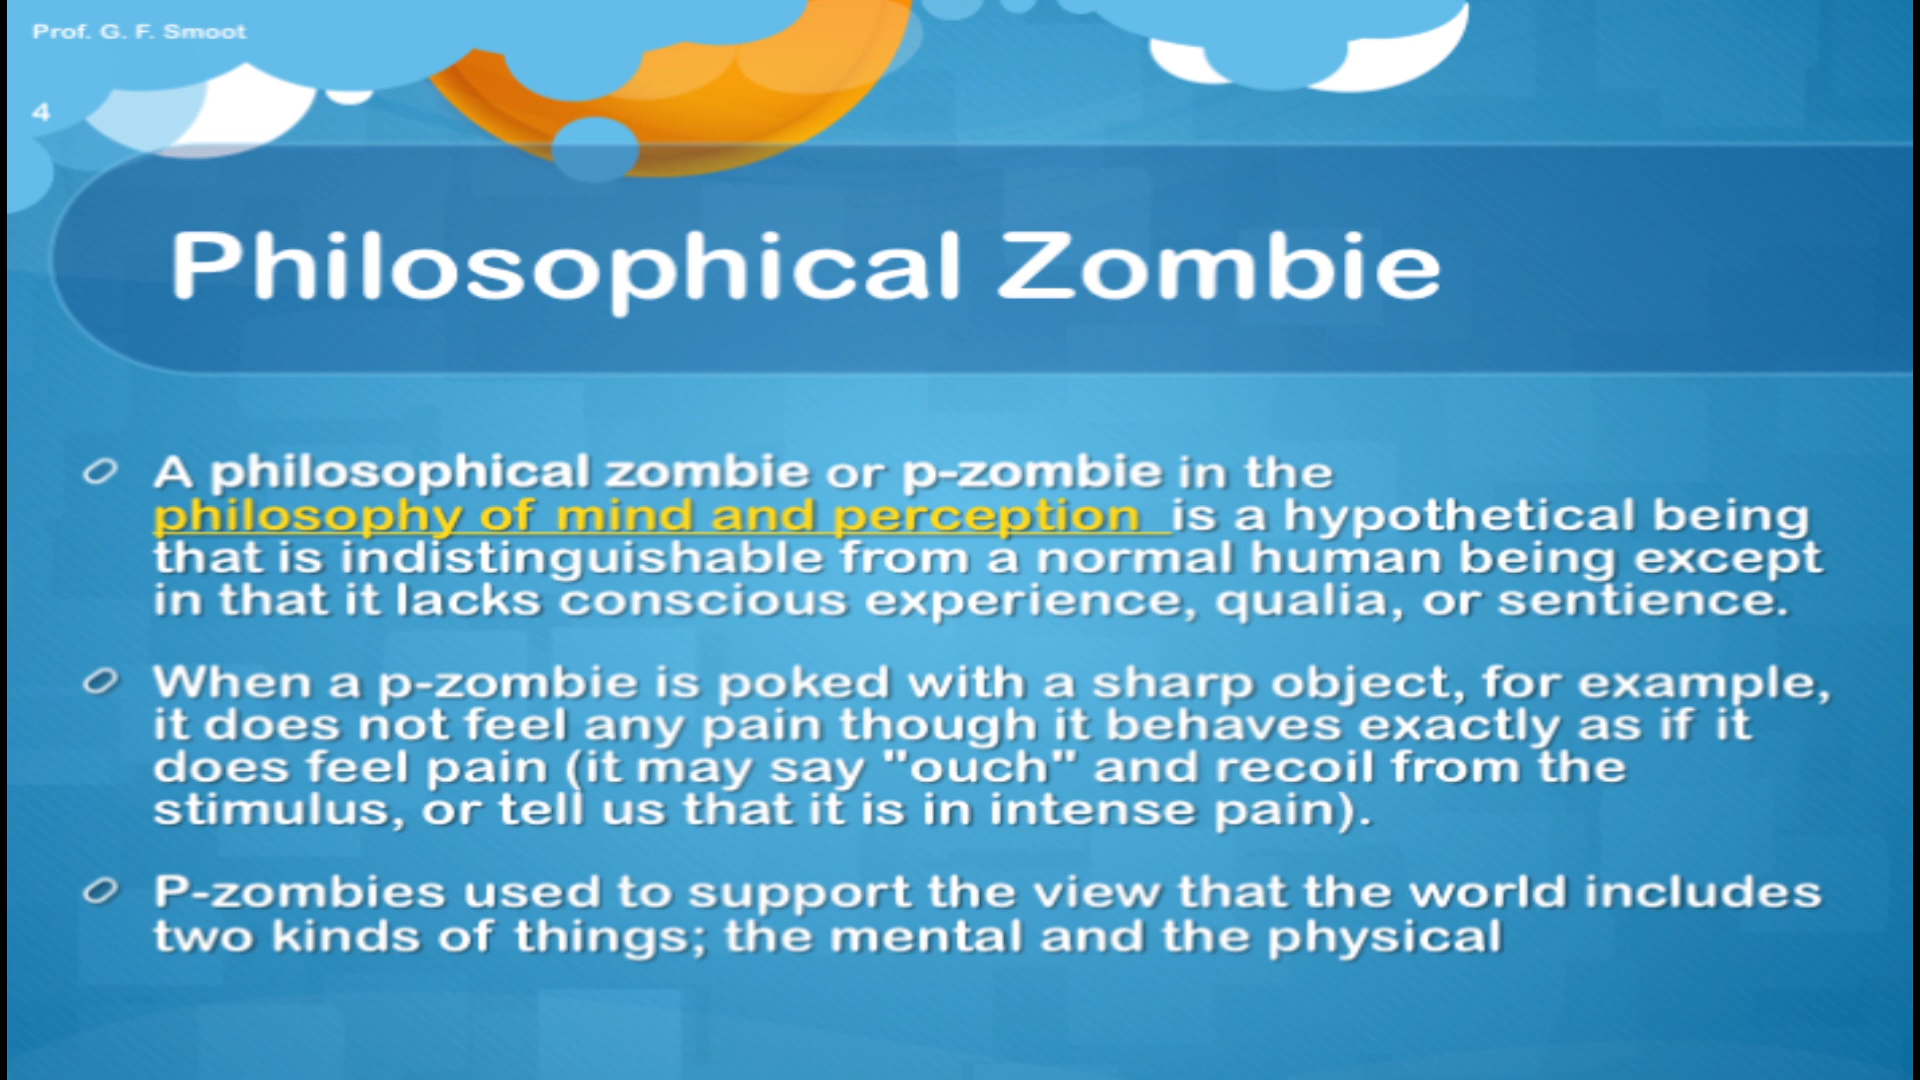 Prof. G. F. Smoot
4
Philosophical Zombie
A philosophical zombie or p-zombie in the
philosophy of mind and perception is a hypothetical being
that is indistinguishable from a normal human being except
in that it lacks conscious experience, qualia, or sentience.
When a p-zombie is poked with a sharp object, for example,
it does not feel any pain though it behaves exactly as if it
does feel pain (it may say "ouch" and recoil from the
stimulus, or tell us that it is in intense pain).
P-zombies used to support the view that the world includes
two kinds of things; the mental and the physical